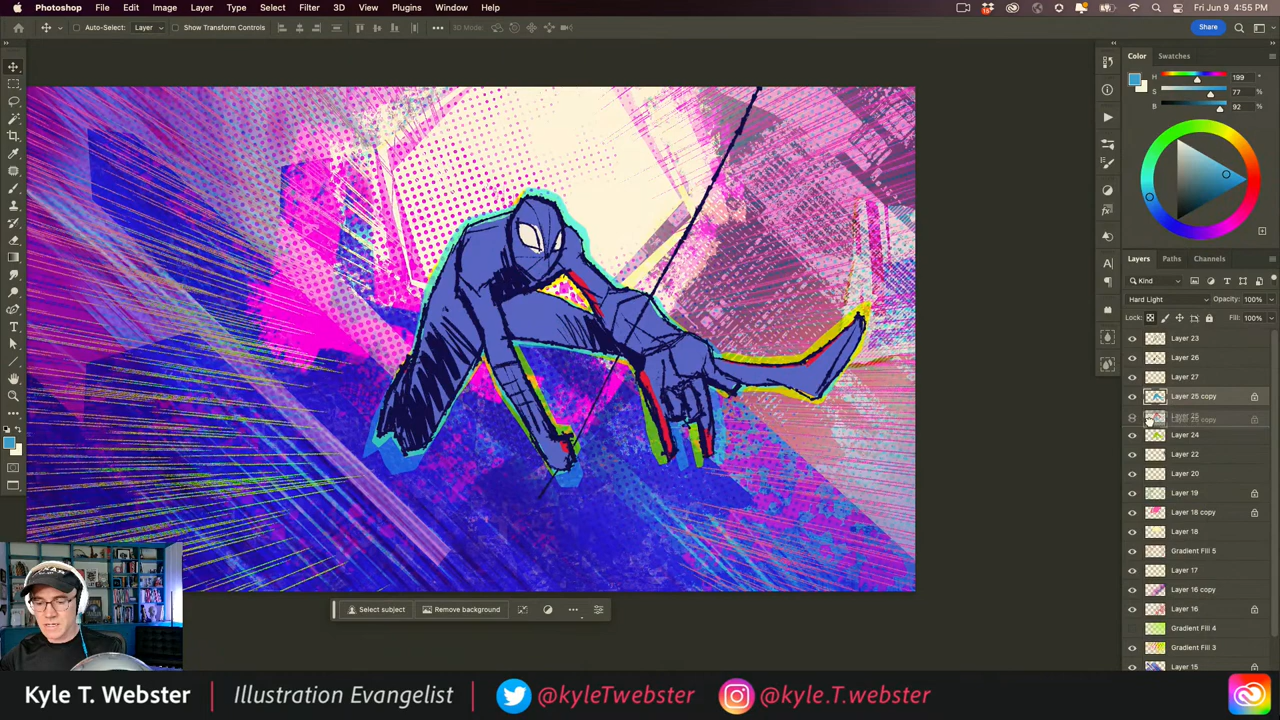 Photoshop File Edit Image Layer Type Select Filter 3D View Plugins Window Help Fri Jun 9 4:55 PM
Auto-Select: Layer Show Transform Controls 3D Mode: Share
Color Swatches
H 199 °
S 77 %
B 92 %
Layers Paths Channels
Kind
Hard Light Opacity: 100%
Lock: Fill: 100%
Layer 23
Layer 26
Layer 27
Layer 25 copy
Layer 25
Layer 24
Layer 22
Layer 20
Layer 19
Layer 18 copy
Layer 18
Gradient Fill 5
Layer 17
Layer 16 copy
Layer 16
Gradient Fill 4
Gradient Fill 3
Layer 15
Select subject Remove background
Kyle T. Webster | Illustration Evangelist @kyleTwebster @kyle.T.webster